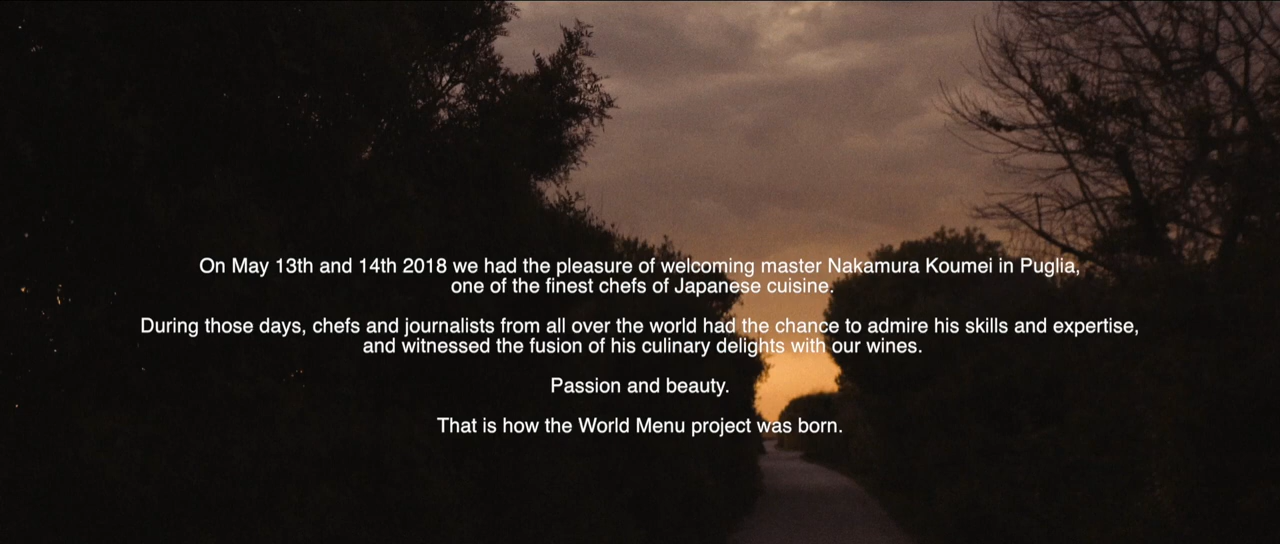 On May 13th and 14th 2018 we had the pleasure of welcoming master Nakamura Koumei in Puglia,
one of the finest chefs of Japanese cuisine.
During those days, chefs and journalists from all over the world had the chance to admire his skills and expertise,
and witnessed the fusion of his culinary delights with our wines.
Passion and beauty.
That is how the World Menu project was born.